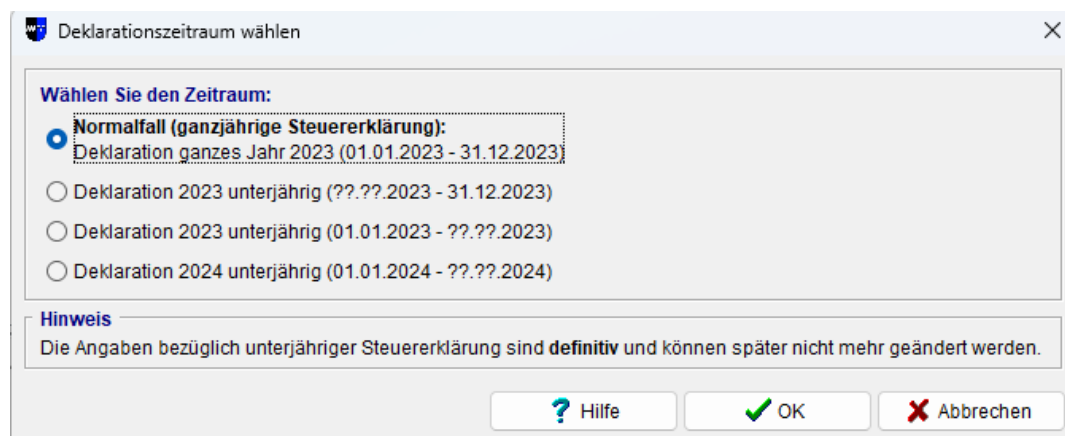 Deklarationszeitraum wählen
Wählen Sie den Zeitraum:
Normalfall (ganzjährige Steuererklärung):
Deklaration ganzes Jahr 2023 (01.01.2023 - 31.12.2023)
Deklaration 2023 unterjährig (??.??.2023 - 31.12.2023)
Deklaration 2023 unterjährig (01.01.2023 - ??.??.2023)
Deklaration 2024 unterjährig (01.01.2024 - ??.??.2024)
Hinweis
Die Angaben bezüglich unterjähriger Steuererklärung sind definitiv und können später nicht mehr geändert werden.
? Hilfe OK Abbrechen